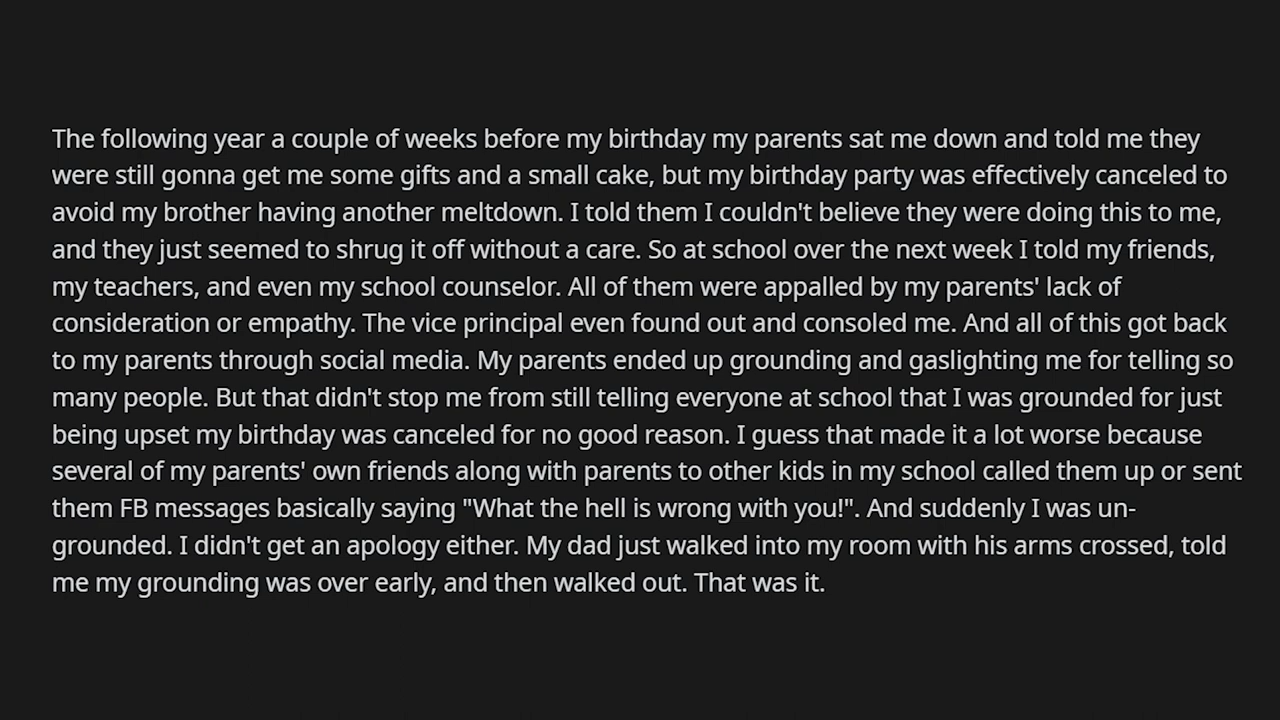 The following year a couple of weeks before my birthday my parents sat me down and told me they
were still gonna get me some gifts and a small cake, but my birthday party was effectively canceled to
avoid my brother having another meltdown. I told them I couldn't believe they were doing this to me,
and they just seemed to shrug it off without a care. So at school over the next week I told my friends,
my teachers, and even my school counselor. All of them were appalled by my parents' lack of
consideration or empathy. The vice principal even found out and consoled me. And all of this got back
to my parents through social media. My parents ended up grounding and gaslighting me for telling so
many people. But that didn't stop me from still telling everyone at school that I was grounded for just
being upset my birthday was canceled for no good reason. I guess that made it a lot worse because
several of my parents' own friends along with parents to other kids in my school called them up or sent
them FB messages basically saying "What the hell is wrong with you!". And suddenly I was un-
grounded. I didn't get an apology either. My dad just walked into my room with his arms crossed, told
me my grounding was over early, and then walked out. That was it.